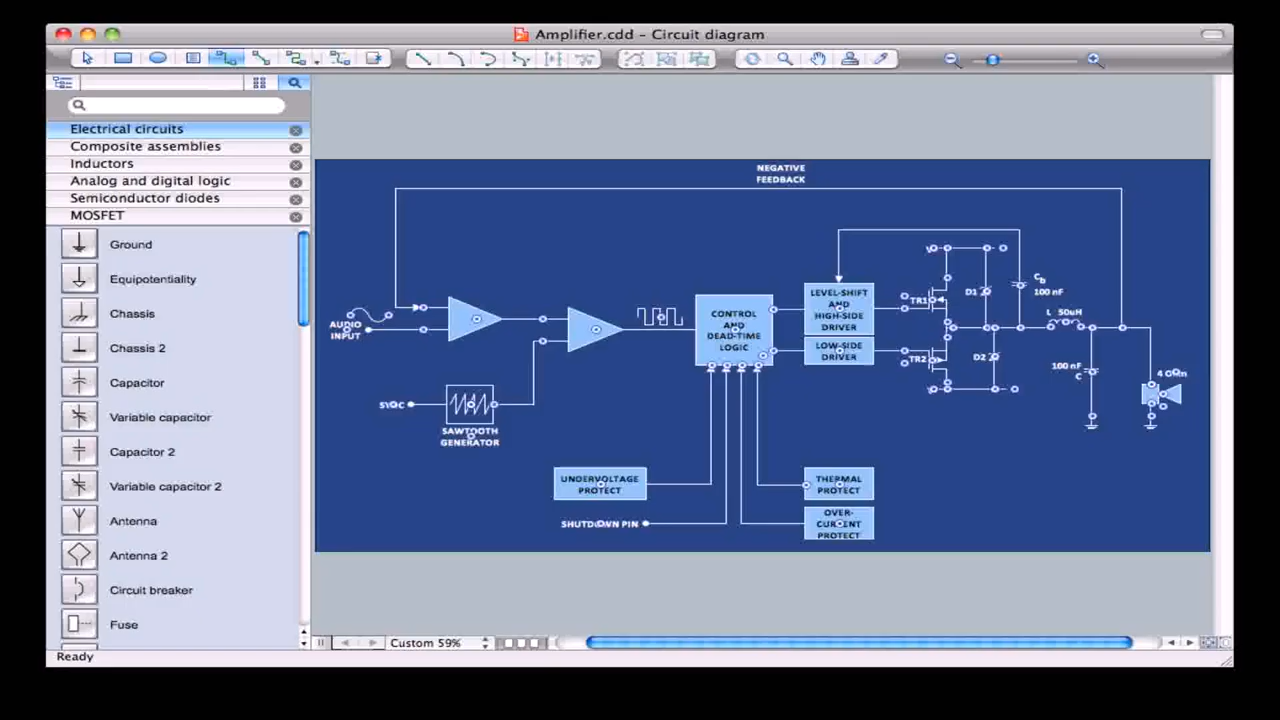 Amplifier.cdd - Circuit diagram
Electrical circuits
Composite assemblies
Inductors
Analog and digital logic
Semiconductor diodes
MOSFET
Ground
Equipotentiality
Chassis
Chassis 2
Capacitor
Variable capacitor
Capacitor 2
Variable capacitor 2
Antenna
Antenna 2
Circuit breaker
Fuse
NEGATIVE
FEEDBACK
AUDIO
INPUT
SAWTOOTH
GENERATOR
CONTROL
AND
DEAD-TIME
LOGIC
LEVEL-SHIFT
AND
HIGH-SIDE
DRIVER
LOW-SIDE
DRIVER
TR1
TR2
D1
D2
Cb
100 nF
L 50uH
100 nF
C
UNDERVOLTAGE
PROTECT
SHUTDOWN PIN
THERMAL
PROTECT
OVER-
CURRENT
PROTECT
Custom 59%
Ready